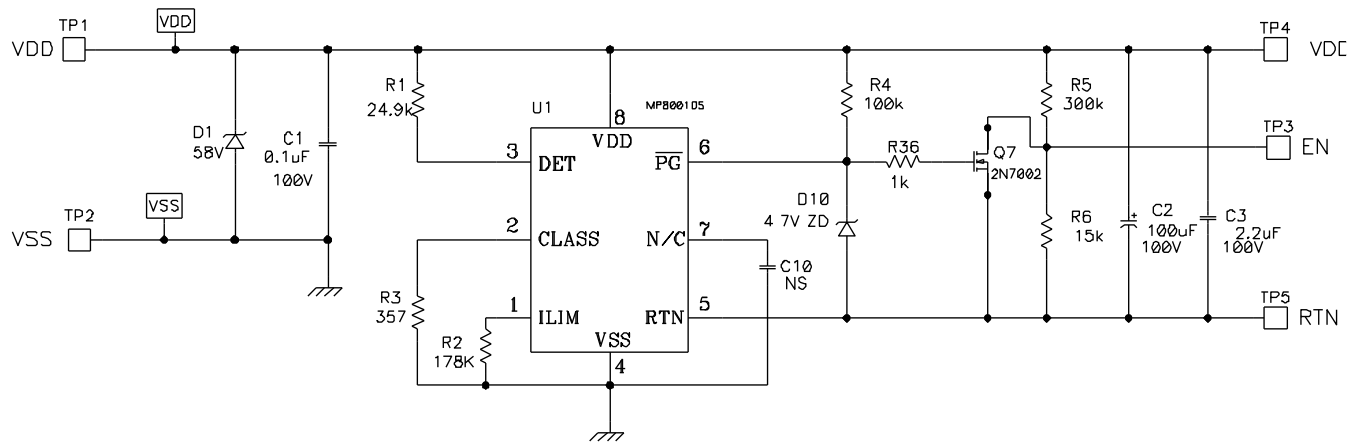 TP1
VDD
VDD
TP4
R1
24.9k
U1
MP8001DS
R4
100k
R5
300k
8
VDD
D1
58V
C1
0.1uF
100V
3
DET
PG
6
R36
1k
Q7
2N7002
TP3
EN
TP2
VSS
VSS
2
CLASS
N/C
7
D10
4 7V ZD
R6
15k
C2
100uF
100V
C3
2.2uF
100V
C10
NS
R3
357
1
ILIM
RTN
5
TP5
RTN
R2
178K
VSS
4